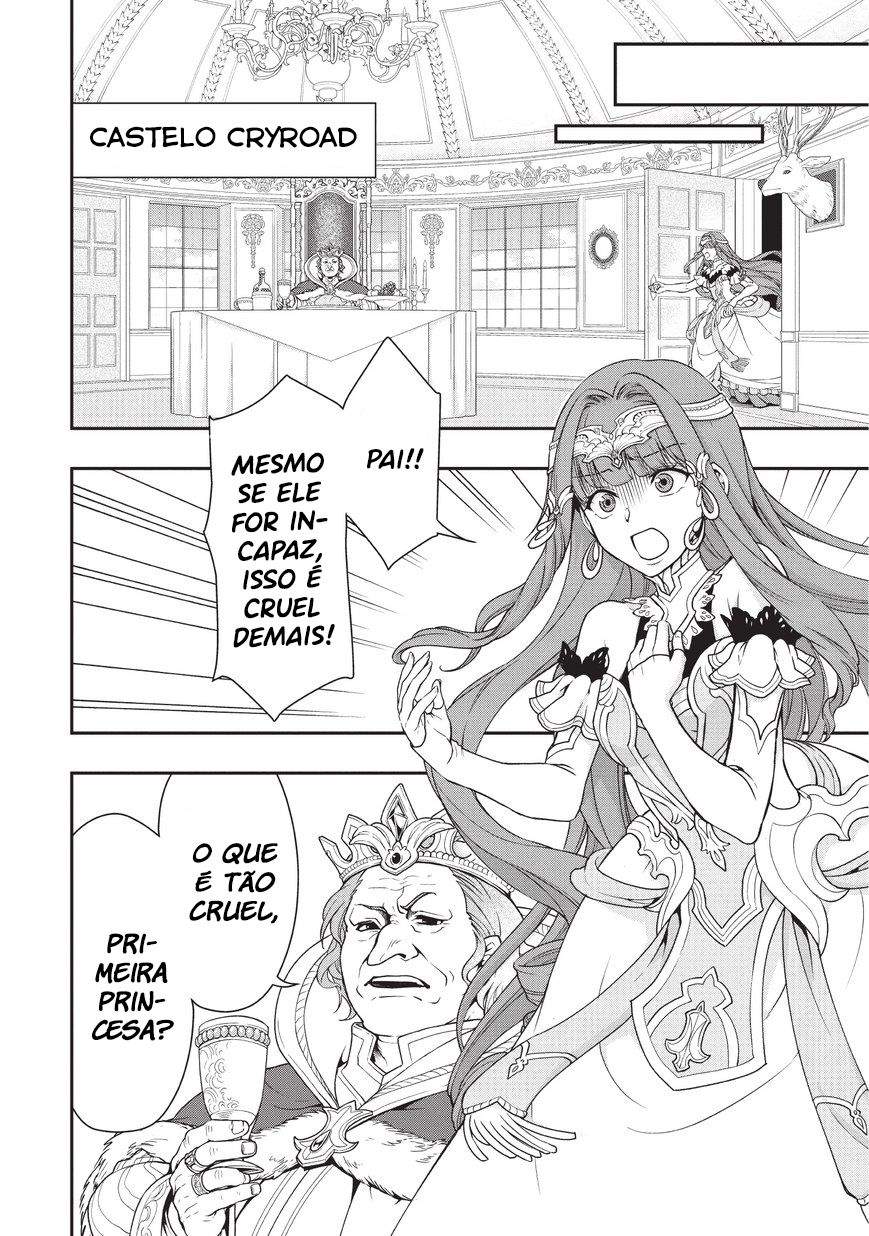 CASTELO CRYROAD
PAI!!
MESMO
SE ELE
FOR IN-
CAPAZ,
ISSO É
CRUEL
DEMAIS!
O QUE
É TÃO
CRUEL,
PRI-
MEIRA
PRIN-
CESA?